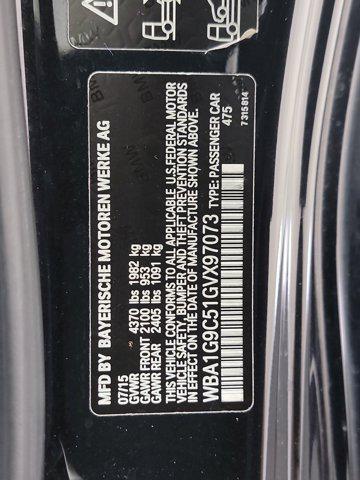 MFD BY BAYERISCHE MOTOREN WERKE AG
07/15
GVWR 4370 lbs 1982 kg
GAWR FRONT 2100 lbs 953 kg
GAWR REAR 2405 lbs 1091 kg
THIS VEHICLE CONFORMS TO ALL APPLICABLE U.S. FEDERAL MOTOR
VEHICLE SAFETY, BUMPER AND THEFT PREVENTION STANDARDS
IN EFFECT ON THE DATE OF MANUFACTURE SHOWN ABOVE.
WBA1G9C51GVX97073 TYPE: PASSENGER CAR
475
7315814